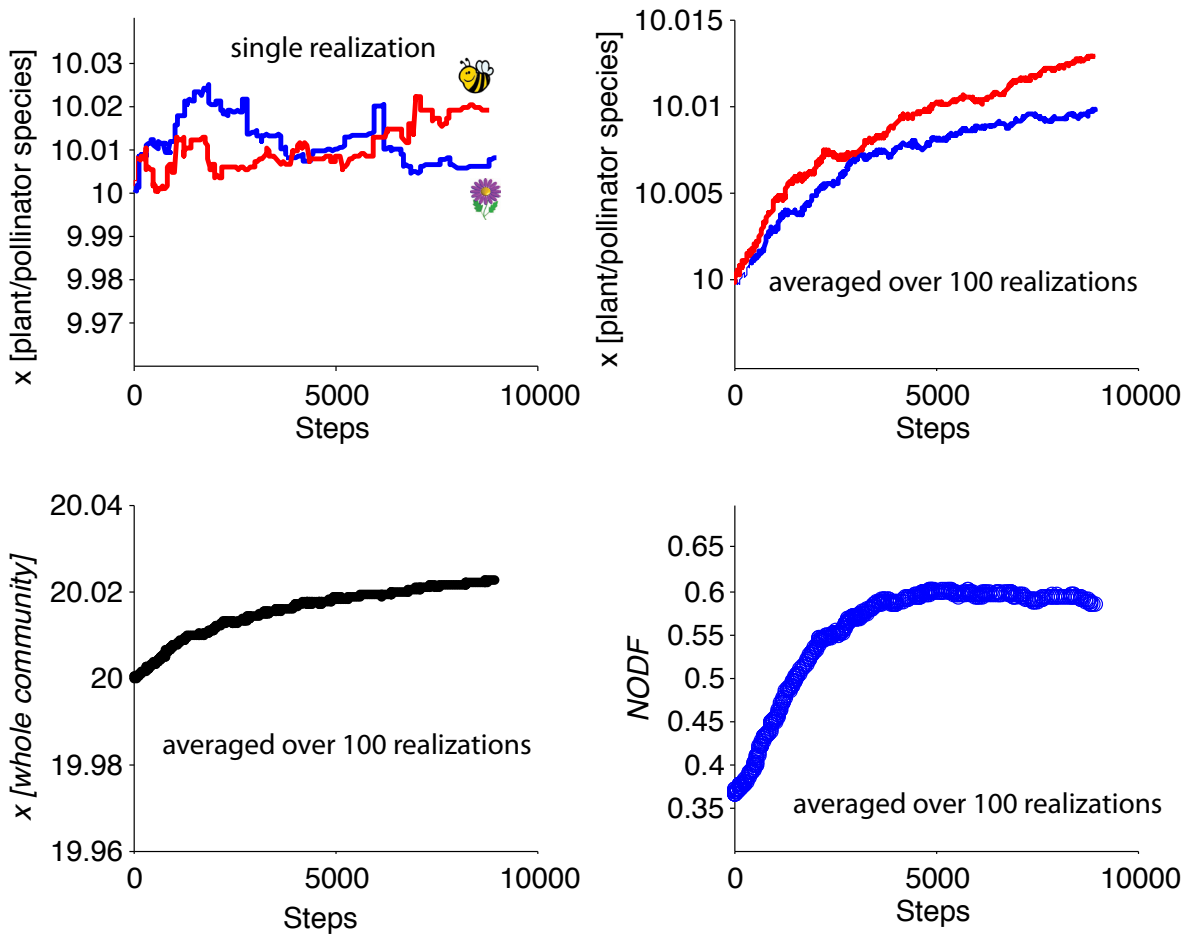 x [plant/pollinator species]
10.03
10.02
10.01
10
9.99
9.98
9.97
single realization
0
5000
10000
Steps
x [plant/pollinator species]
10.015
10.01
10.005
10
averaged over 100 realizations
0
5000
10000
Steps
x [whole community]
20.04
20.02
20
19.98
19.96
averaged over 100 realizations
0
5000
10000
Steps
NODF
0.65
0.6
0.55
0.5
0.45
0.4
0.35
averaged over 100 realizations
0
5000
10000
Steps